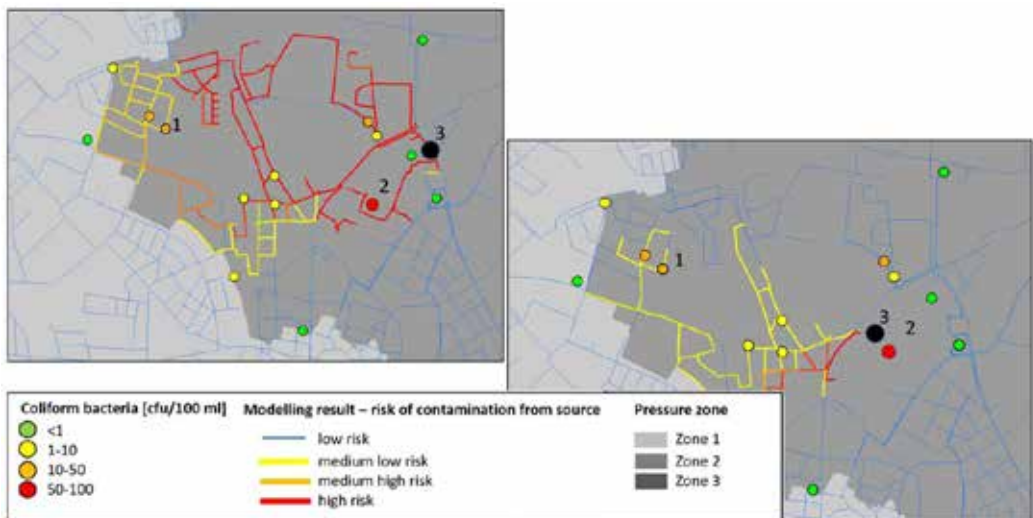 1
2
3
1
3
2
Coliform bacteria [cfu/100 ml]
<1
1-10
10-50
50-100
Modelling result – risk of contamination from source
low risk
medium low risk
medium high risk
high risk
Pressure zone
Zone 1
Zone 2
Zone 3